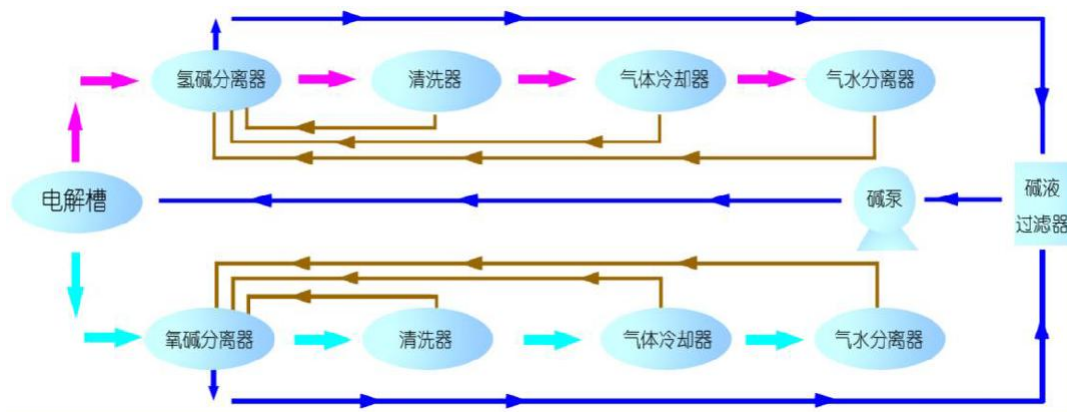 氢碱分离器
清洗器
气体冷却器
气水分离器
电解槽
碱泵
碱液
过滤器
氧碱分离器
清洗器
气体冷却器
气水分离器